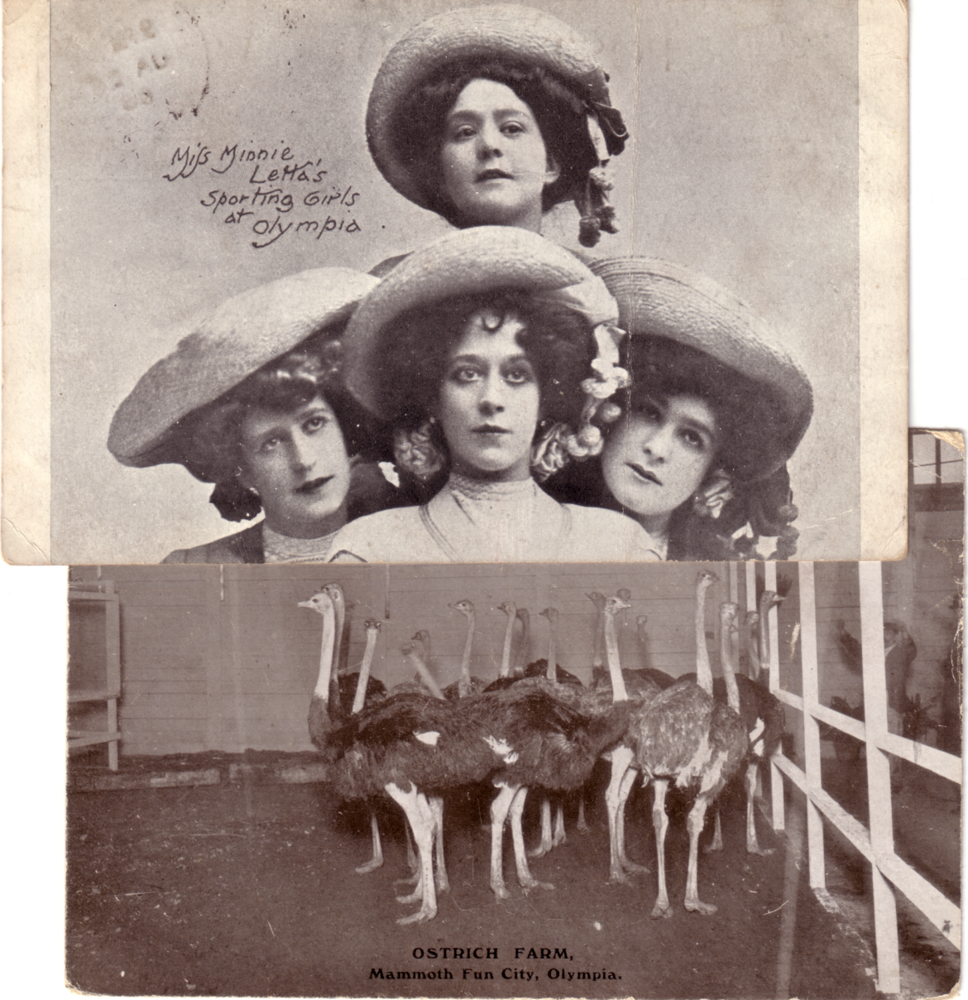 Miss Minnie
Letta's
Sporting Girls
at Olympia.
OSTRICH FARM,
Mammoth Fun City, Olympia.